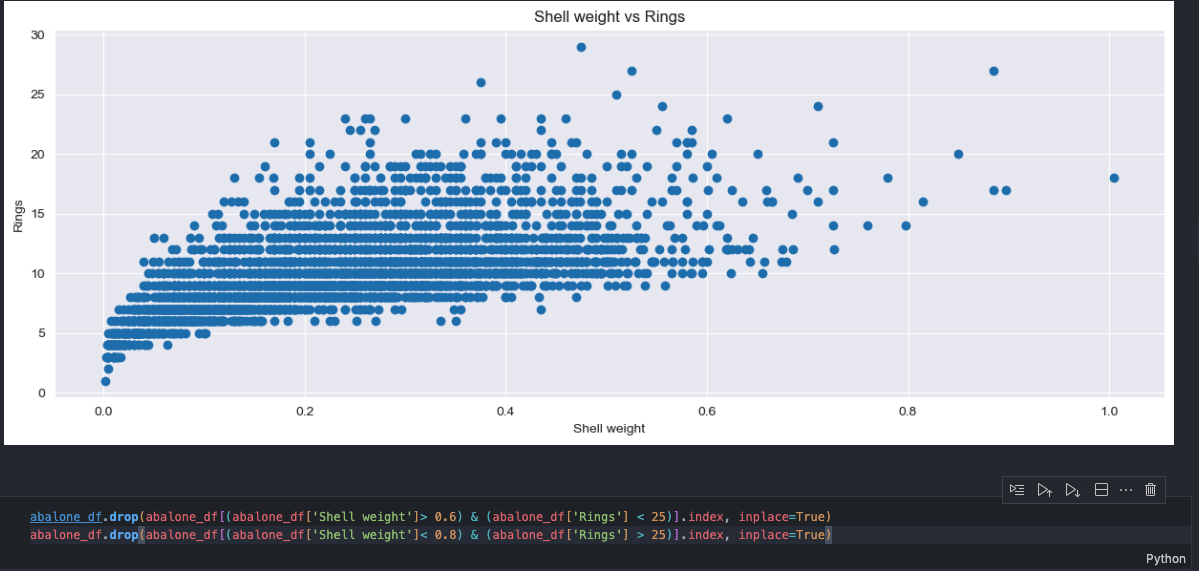 Shell weight vs Rings
30
25
20
15
10
5
0
Rings
0.0 0.2 0.4 0.6 0.8 1.0
Shell weight
abalone_df.drop(abalone_df[(abalone_df['Shell weight']> 0.6) & (abalone_df['Rings'] < 25)].index, inplace=True)
abalone_df.drop(abalone_df[(abalone_df['Shell weight']< 0.8) & (abalone_df['Rings'] > 25)].index, inplace=True)
Python